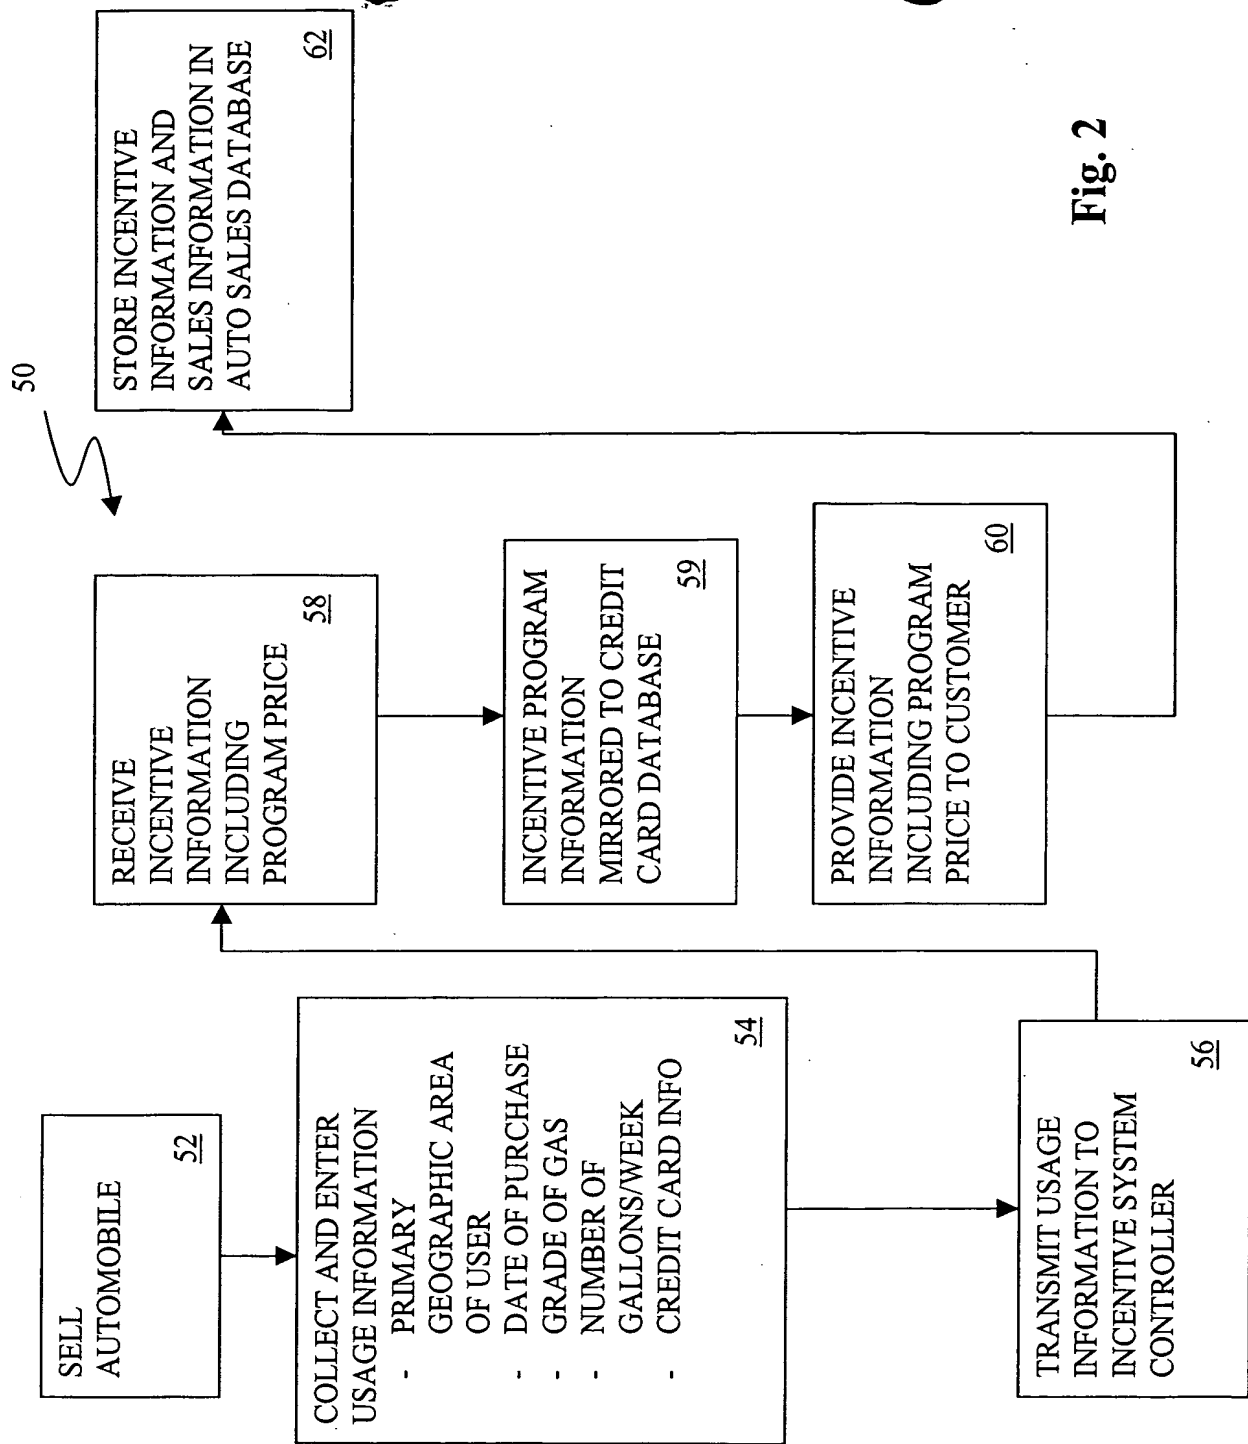 50
SELL
AUTOMOBILE
52
COLLECT AND ENTER
USAGE INFORMATION
- PRIMARY
GEOGRAPHIC AREA
OF USER
- DATE OF PURCHASE
- GRADE OF GAS
- NUMBER OF
GALLONS/WEEK
- CREDIT CARD INFO
54
TRANSMIT USAGE
INFORMATION TO
INCENTIVE SYSTEM
CONTROLLER
56
RECEIVE
INCENTIVE
INFORMATION
INCLUDING
PROGRAM PRICE
58
INCENTIVE PROGRAM
INFORMATION
MIRRORED TO CREDIT
CARD DATABASE
59
PROVIDE INCENTIVE
INFORMATION
INCLUDING PROGRAM
PRICE TO CUSTOMER
60
STORE INCENTIVE
INFORMATION AND
SALES INFORMATION IN
AUTO SALES DATABASE
62
Fig. 2